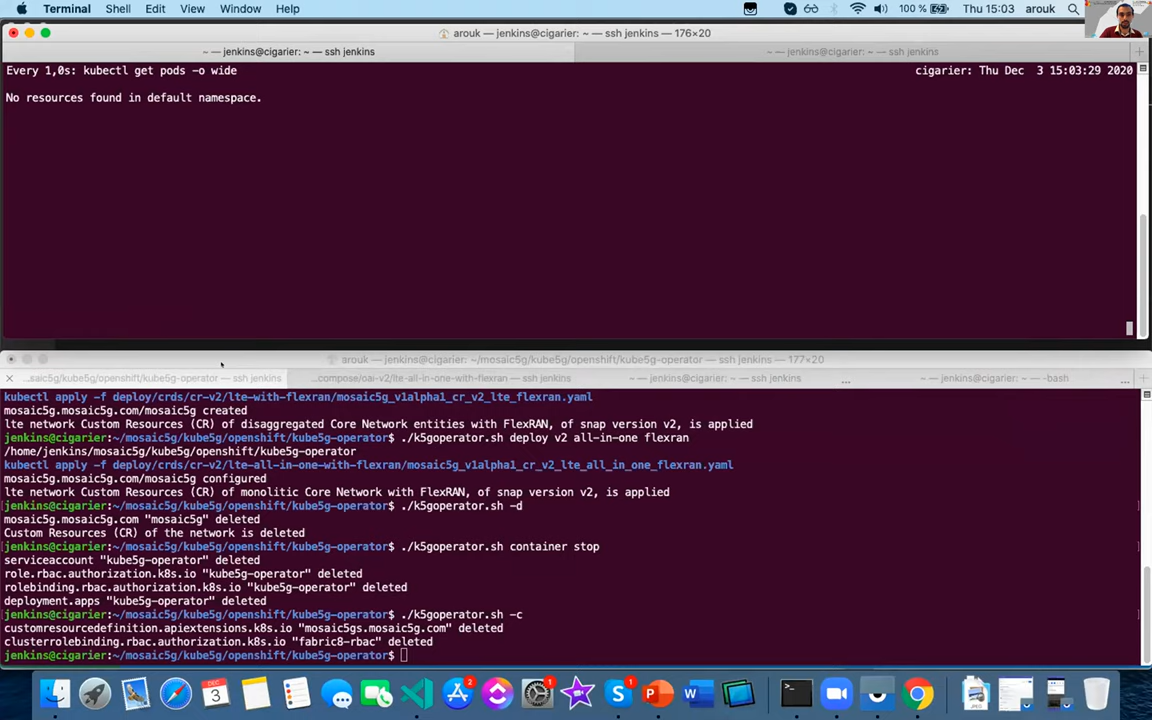 Terminal Shell Edit View Window Help 100 % Thu 15:03 arouk
arouk — jenkins@cigarier: ~ — ssh jenkins — 176×20
~ — jenkins@cigarier: ~ — ssh jenkins ~ — jenkins@cigarier: ~ — ssh jenkins
Every 1,0s: kubectl get pods -o wide cigarier: Thu Dec  3 15:03:29 2020
No resources found in default namespace.
arouk — jenkins@cigarier: ~/mosaic5g/kube5g/openshift/kube5g-operator — ssh jenkins — 177×20
...saic5g/kube5g/openshift/kube5g-operator — ssh jenkins ...compose/oai-v2/lte-all-in-one-with-flexran — ssh jenkins ~ — jenkins@cigarier: ~ — ssh jenkins ... ~ — jenkins@cigarier: ~ — -bash ...
kubectl apply -f deploy/crds/cr-v2/lte-with-flexran/mosaic5g_v1alpha1_cr_v2_lte_flexran.yaml
mosaic5g.mosaic5g.com/mosaic5g created
lte network Custom Resources (CR) of disaggregated Core Network entities with FlexRAN, of snap version v2, is applied
jenkins@cigarier:~/mosaic5g/kube5g/openshift/kube5g-operator$ ./k5goperator.sh deploy v2 all-in-one flexran
/home/jenkins/mosaic5g/kube5g/openshift/kube5g-operator
kubectl apply -f deploy/crds/cr-v2/lte-all-in-one-with-flexran/mosaic5g_v1alpha1_cr_v2_lte_all_in_one_flexran.yaml
mosaic5g.mosaic5g.com/mosaic5g configured
lte network Custom Resources (CR) of monolitic Core Network with FlexRAN, of snap version v2, is applied
jenkins@cigarier:~/mosaic5g/kube5g/openshift/kube5g-operator$ ./k5goperator.sh -d
mosaic5g.mosaic5g.com "mosaic5g" deleted
Custom Resources (CR) of the network is deleted
jenkins@cigarier:~/mosaic5g/kube5g/openshift/kube5g-operator$ ./k5goperator.sh container stop
serviceaccount "kube5g-operator" deleted
role.rbac.authorization.k8s.io "kube5g-operator" deleted
rolebinding.rbac.authorization.k8s.io "kube5g-operator" deleted
deployment.apps "kube5g-operator" deleted
jenkins@cigarier:~/mosaic5g/kube5g/openshift/kube5g-operator$ ./k5goperator.sh -c
customresourcedefinition.apiextensions.k8s.io "mosaic5gs.mosaic5g.com" deleted
clusterrolebinding.rbac.authorization.k8s.io "fabric8-rbac" deleted
jenkins@cigarier:~/mosaic5g/kube5g/openshift/kube5g-operator$
DEC
3 2 1 1